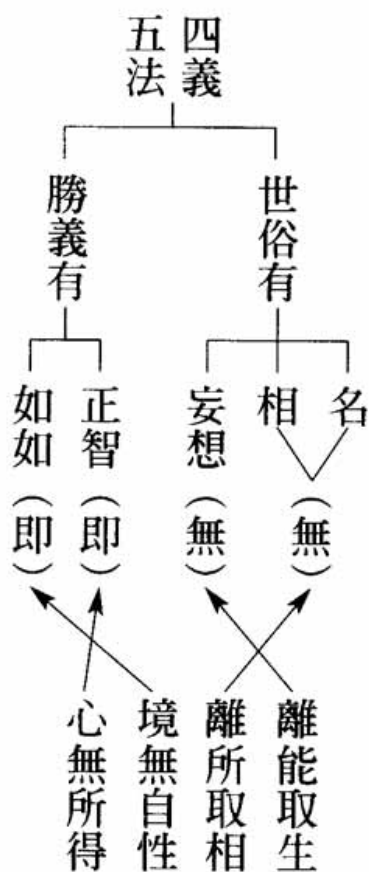 四義
五法
世俗有
勝義有
名
相
(無)
妄想(無)
正智(即)
如如(即)
離能取生
離所取相
境無自性
心無所得